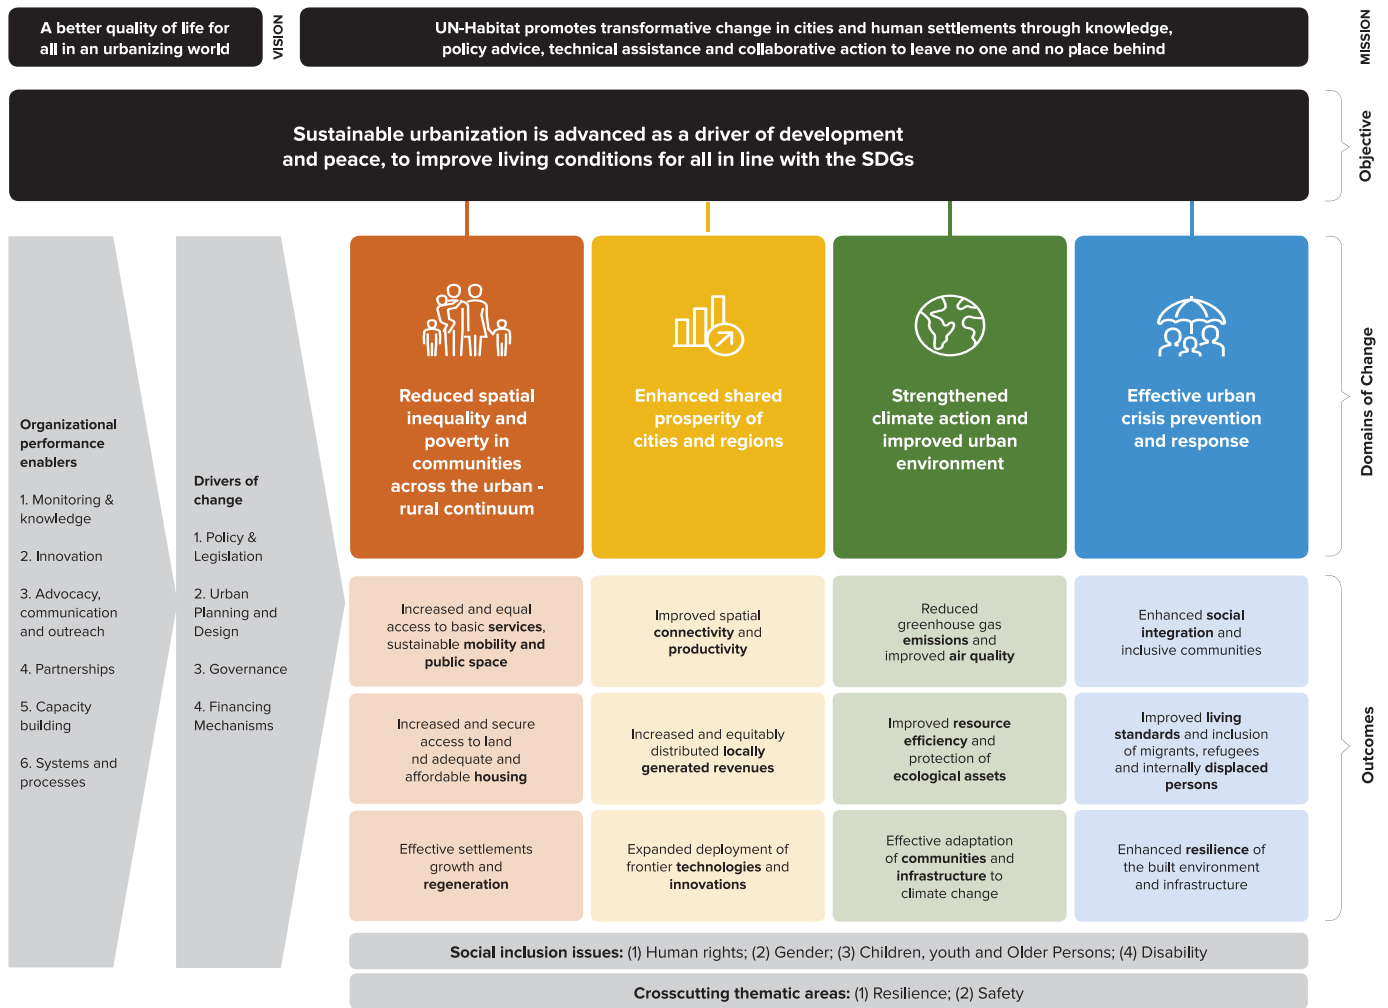 A better quality of life for
all in an urbanizing world
VISION
UN-Habitat promotes transformative change in cities and human settlements through knowledge,
policy advice, technical assistance and collaborative action to leave no one and no place behind
MISSION
Sustainable urbanization is advanced as a driver of development
and peace, to improve living conditions for all in line with the SDGs
Objective
Organizational
performance
enablers
1. Monitoring &
knowledge
2. Innovation
3. Advocacy,
communication
and outreach
4. Partnerships
5. Capacity
building
6. Systems and
processes
Drivers of
change
1. Policy &
Legislation
2. Urban
Planning and
Design
3. Governance
4. Financing
Mechanisms
Reduced spatial
inequality and
poverty in
communities
across the urban -
rural continuum
Enhanced shared
prosperity of
cities and regions
Strengthened
climate action and
improved urban
environment
Effective urban
crisis prevention
and response
Domains of Change
Increased and equal
access to basic services,
sustainable mobility and
public space
Improved spatial
connectivity and
productivity
Reduced
greenhouse gas
emissions and
improved air quality
Enhanced social
integration and
inclusive communities
Increased and secure
access to land
nd adequate and
affordable housing
Increased and equitably
distributed locally
generated revenues
Improved resource
efficiency and
protection of
ecological assets
Improved living
standards and inclusion
of migrants, refugees
and internally displaced
persons
Effective settlements
growth and
regeneration
Expanded deployment of
frontier technologies and
innovations
Effective adaptation
of communities and
infrastructure to
climate change
Enhanced resilience of
the built environment
and infrastructure
Outcomes
Social inclusion issues: (1) Human rights; (2) Gender; (3) Children, youth and Older Persons; (4) Disability
Crosscutting thematic areas: (1) Resilience; (2) Safety